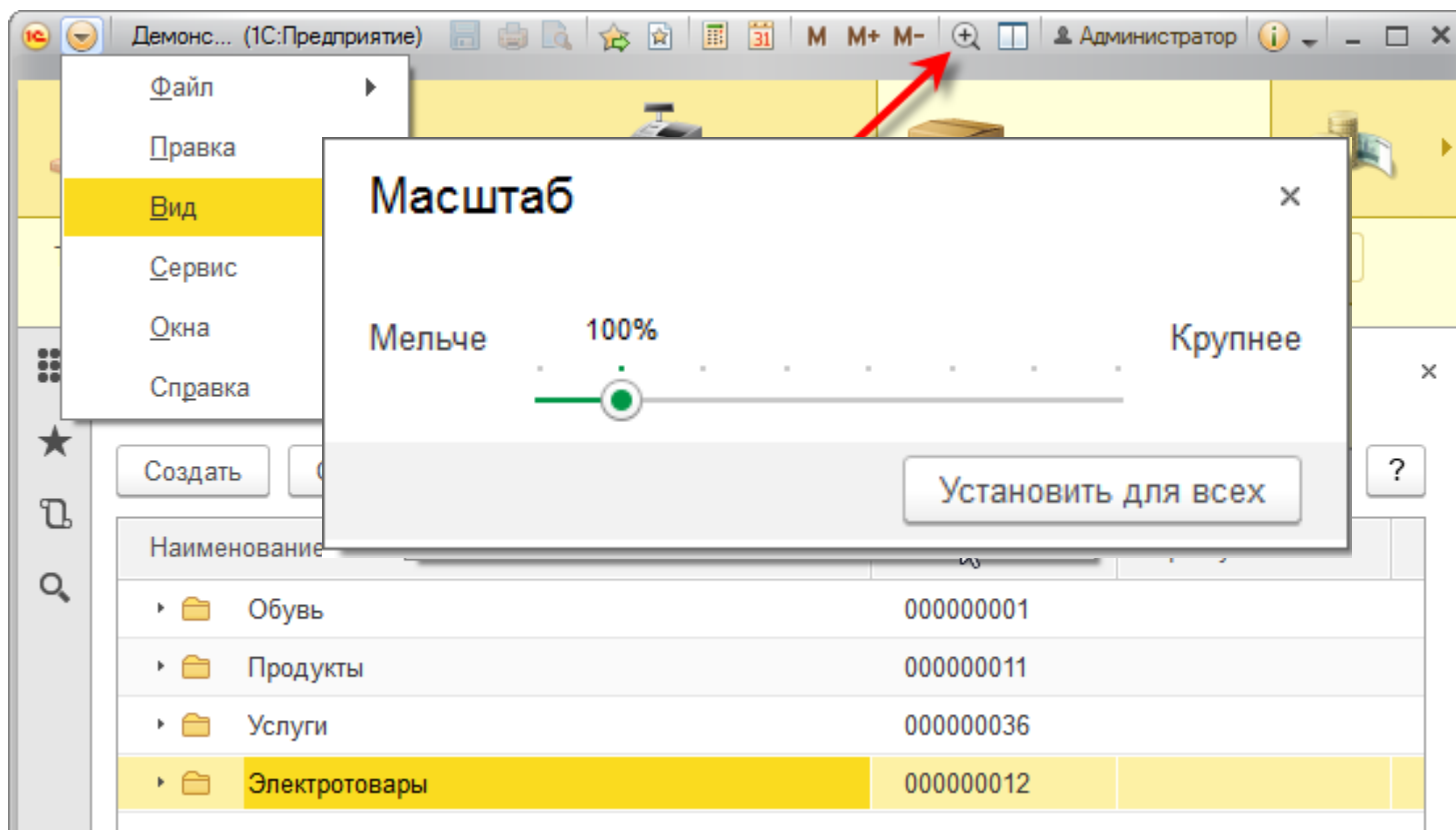 Демонс... (1С:Предприятие) 31 M M+ M- Администратор
Файл
Правка
Вид
Сервис
Окна
Справка
Масштаб
Мельче 100% Крупнее
Установить для всех
Создать ?
Наименование
Обувь 000000001
Продукты 000000011
Услуги 000000036
Электротовары 000000012